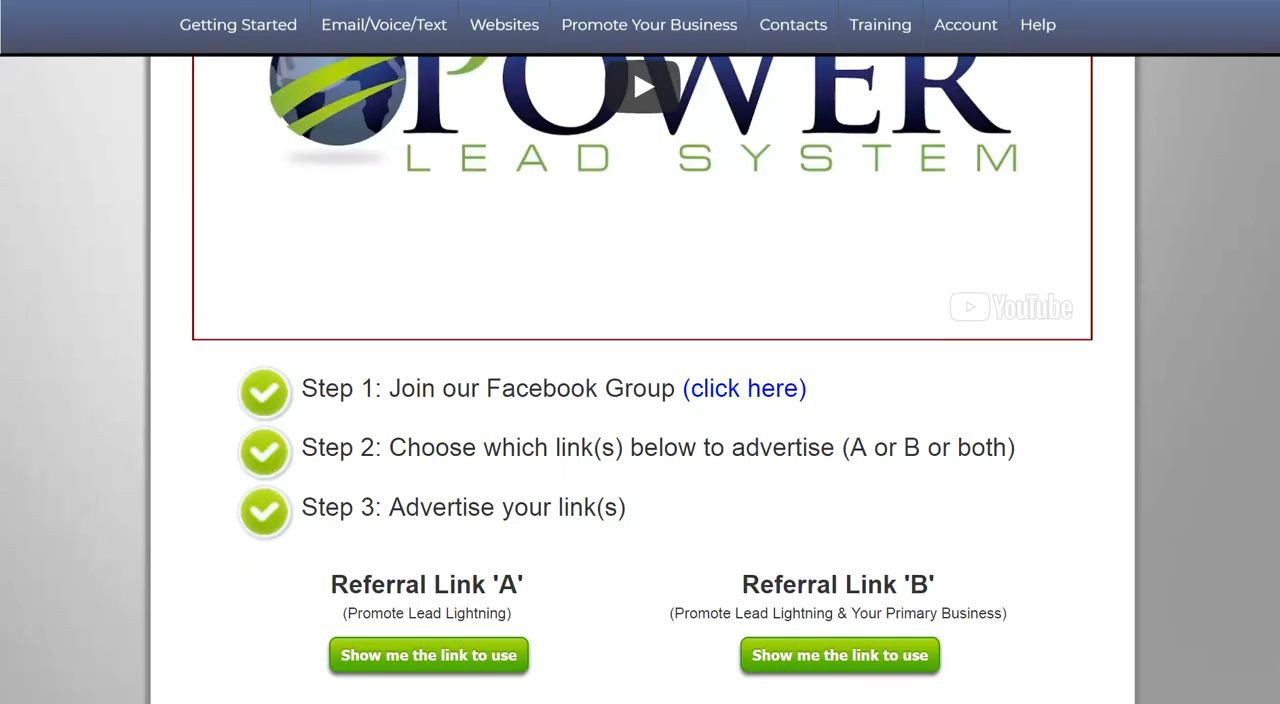 Getting Started Email/Voice/Text Websites Promote Your Business Contacts Training Account Help
POWER
LEAD SYSTEM
YouTube
Step 1: Join our Facebook Group (click here)
Step 2: Choose which link(s) below to advertise (A or B or both)
Step 3: Advertise your link(s)
Referral Link 'A' Referral Link 'B'
(Promote Lead Lightning) (Promote Lead Lightning & Your Primary Business)
Show me the link to use Show me the link to use